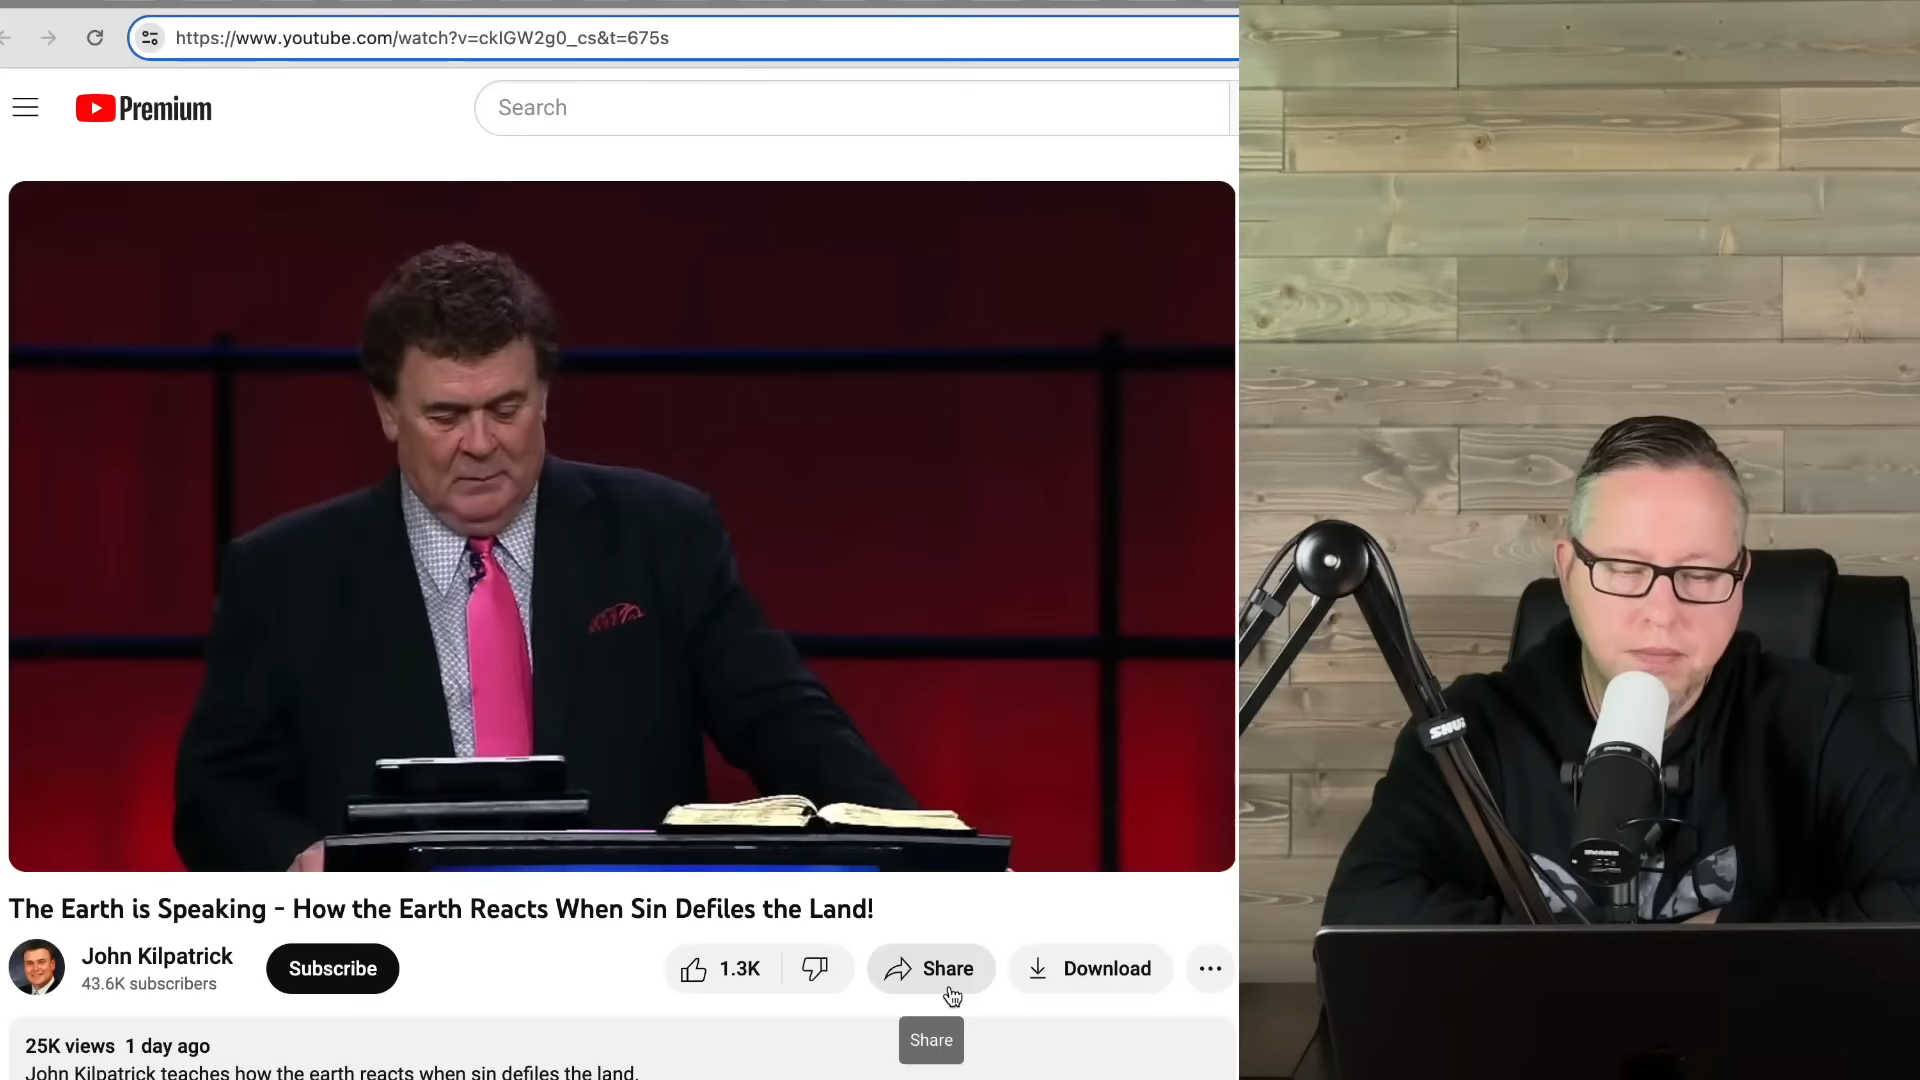 https://www.youtube.com/watch?v=ckIGW2g0_cs&t=675s
Premium
Search
The Earth is Speaking - How the Earth Reacts When Sin Defiles the Land!
John Kilpatrick
43.6K subscribers
Subscribe
1.3K
Share
Download
Share
25K views 1 day ago
John Kilpatrick teaches how the earth reacts when sin defiles the land.